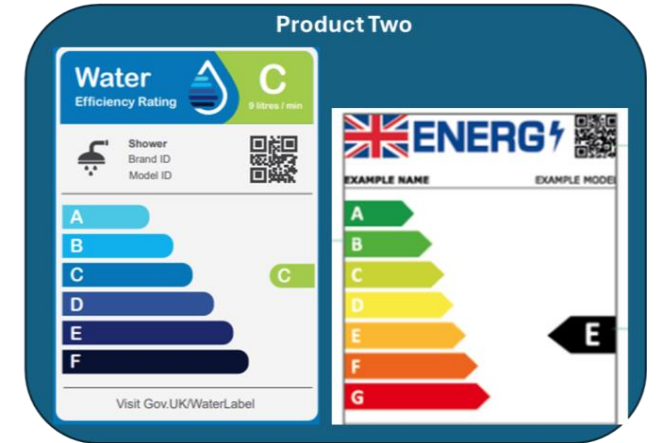 Product Two
Water
Efficiency Rating
C
9 litres / min
Shower
Brand ID
Model ID
A
B
C
C
D
E
F
Visit Gov.UK/WaterLabel
ENERG
EXAMPLE NAME
EXAMPLE MODEL
A
B
C
D
E
E
F
G